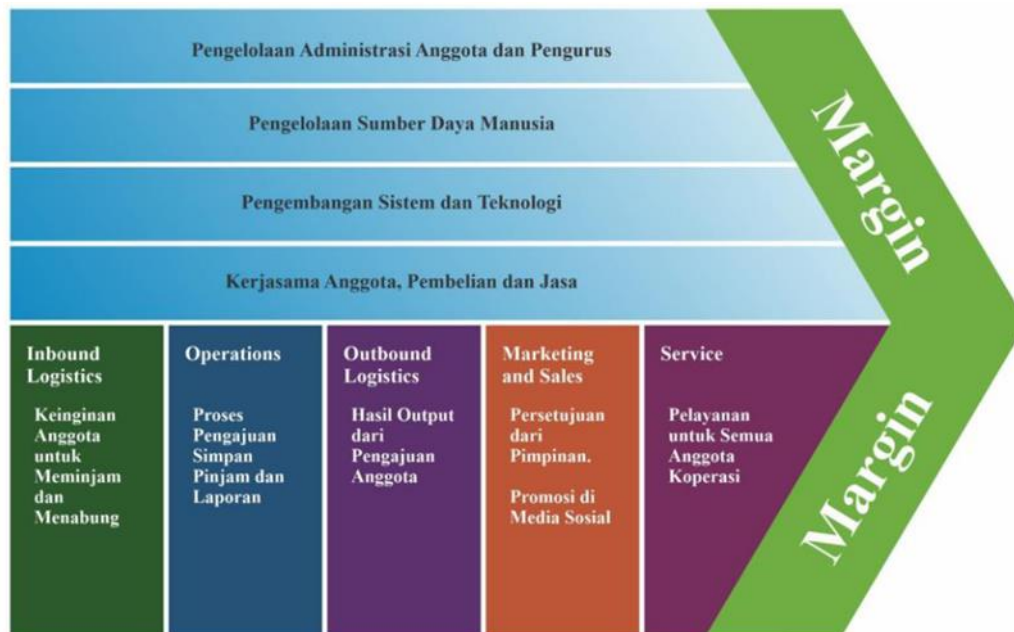 Pengelolaan Administrasi Anggota dan Pengurus
Pengelolaan Sumber Daya Manusia
Pengembangan Sistem dan Teknologi
Kerjasama Anggota, Pembelian dan Jasa
Margin
Inbound
Logistics
Keinginan
Anggota
untuk
Meminjam
dan
Menabung
Operations
Proses
Pengajuan
Simpan
Pinjam dan
Laporan
Outbound
Logistics
Hasil Output
dari
Pengajuan
Anggota
Marketing
and Sales
Persetujuan
dari
Pimpinan.
Promosi di
Media Sosial
Service
Pelayanan
untuk Semua
Anggota
Koperasi
Margin